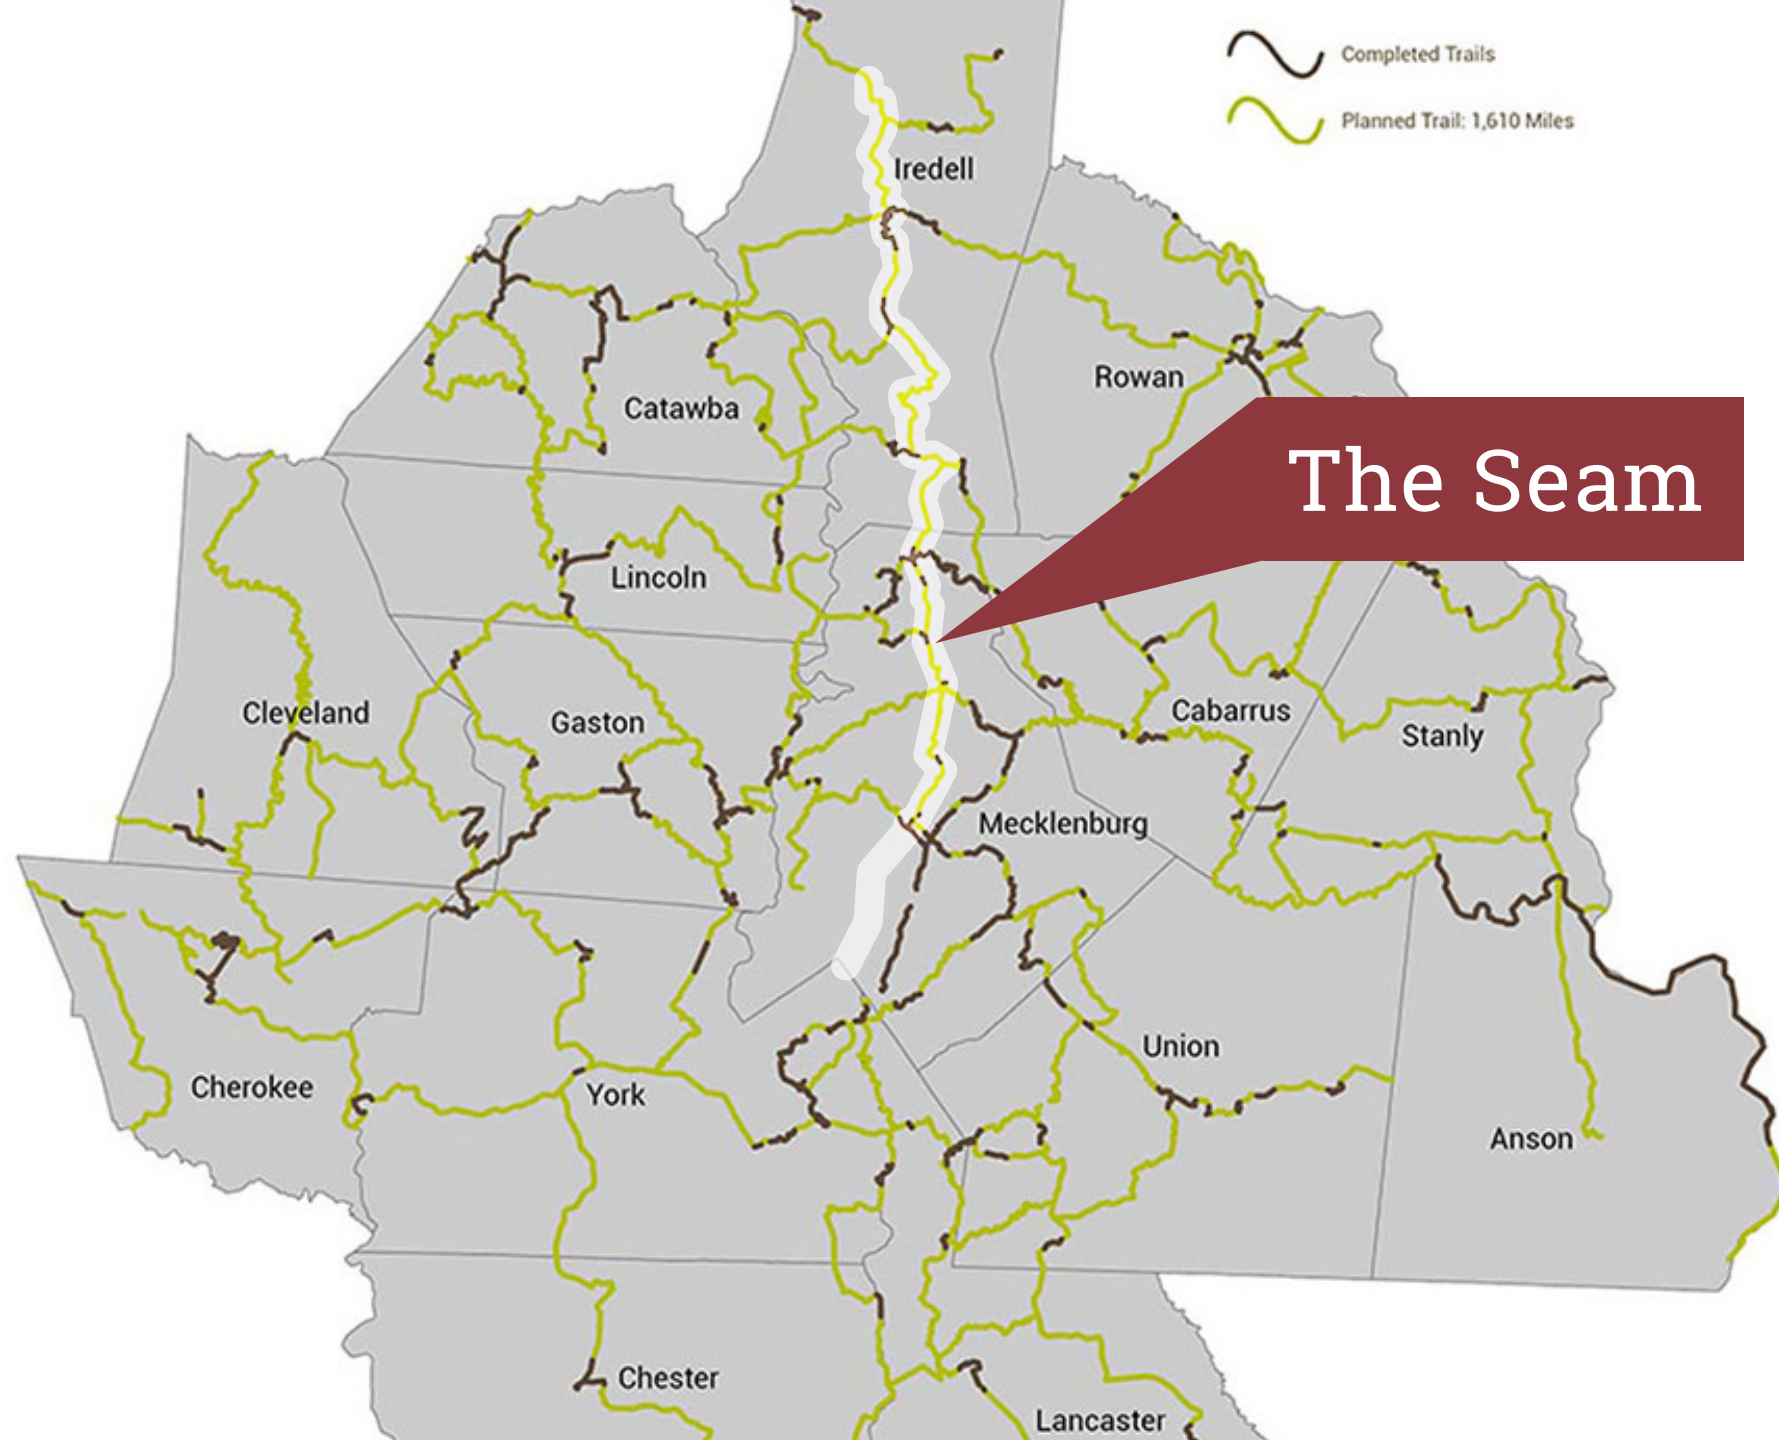 Completed Trails
Planned Trail: 1,610 Miles
Iredell
Rowan
Catawba
The Seam
Lincoln
Cleveland
Gaston
Cabarrus
Stanly
Mecklenburg
Union
Cherokee
York
Anson
Chester
Lancaster